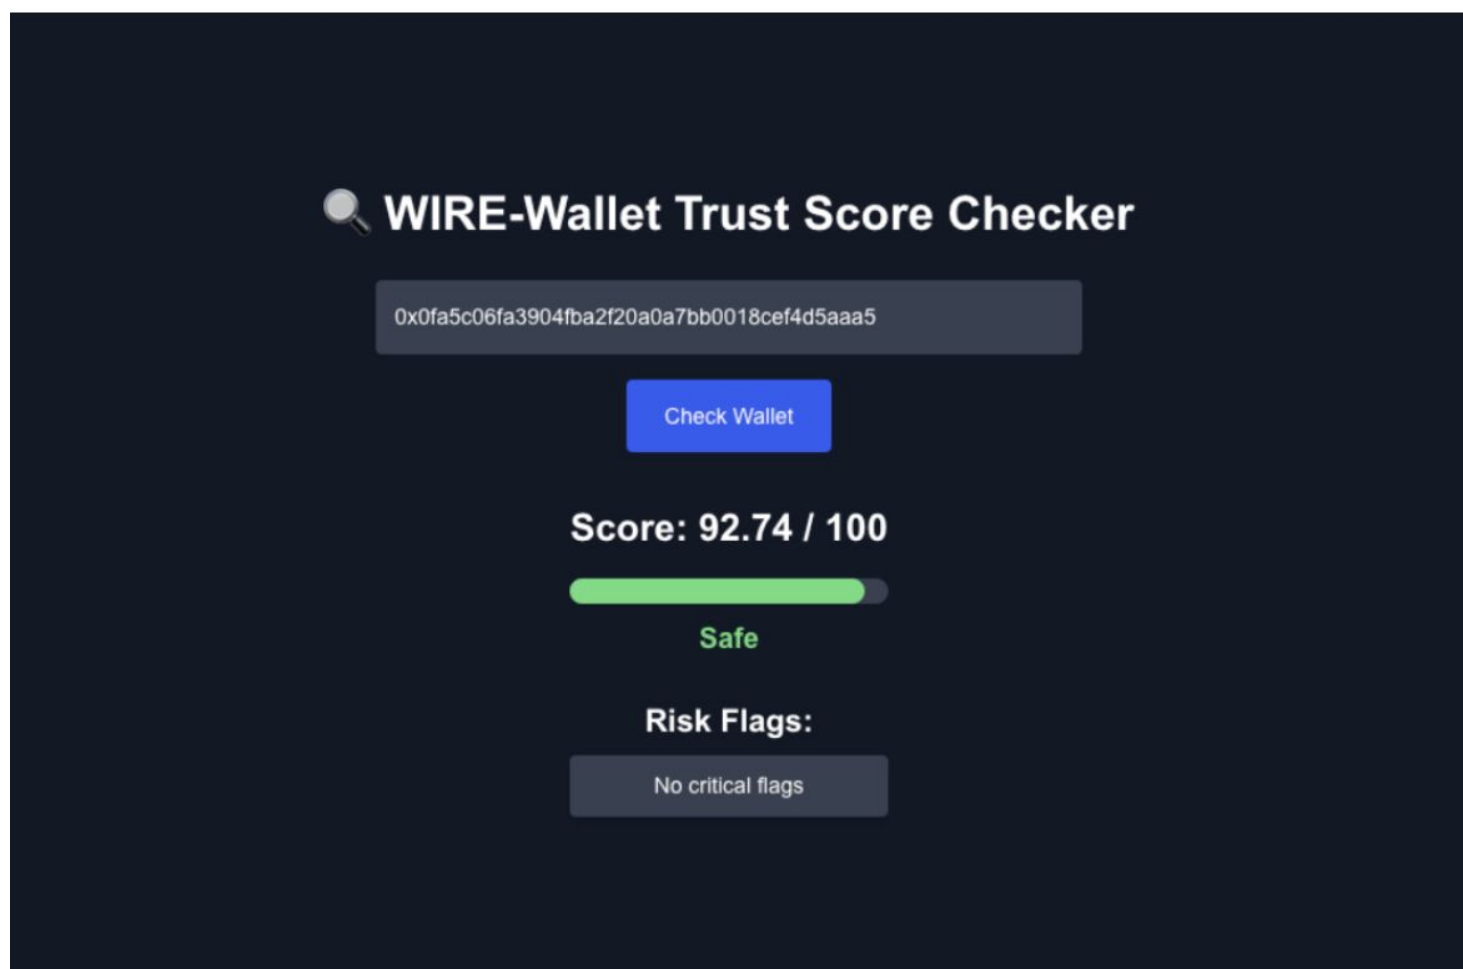 WIRE-Wallet Trust Score Checker
0x0fa5c06fa3904fba2f20a0a7bb0018cef4d5aaa5
Check Wallet
Score: 92.74 / 100
Safe
Risk Flags:
No critical flags